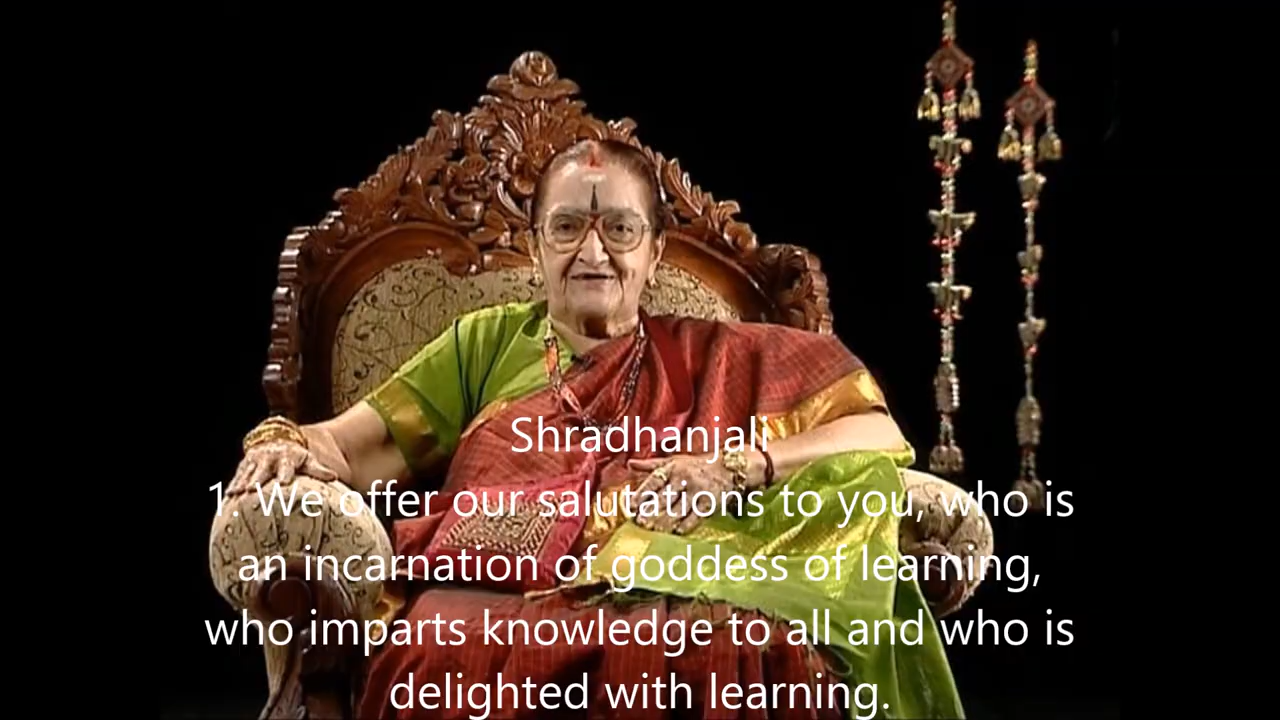 Shradhanjali
1. We offer our salutations to you, who is
an incarnation of goddess of learning,
who imparts knowledge to all and who is
delighted with learning.